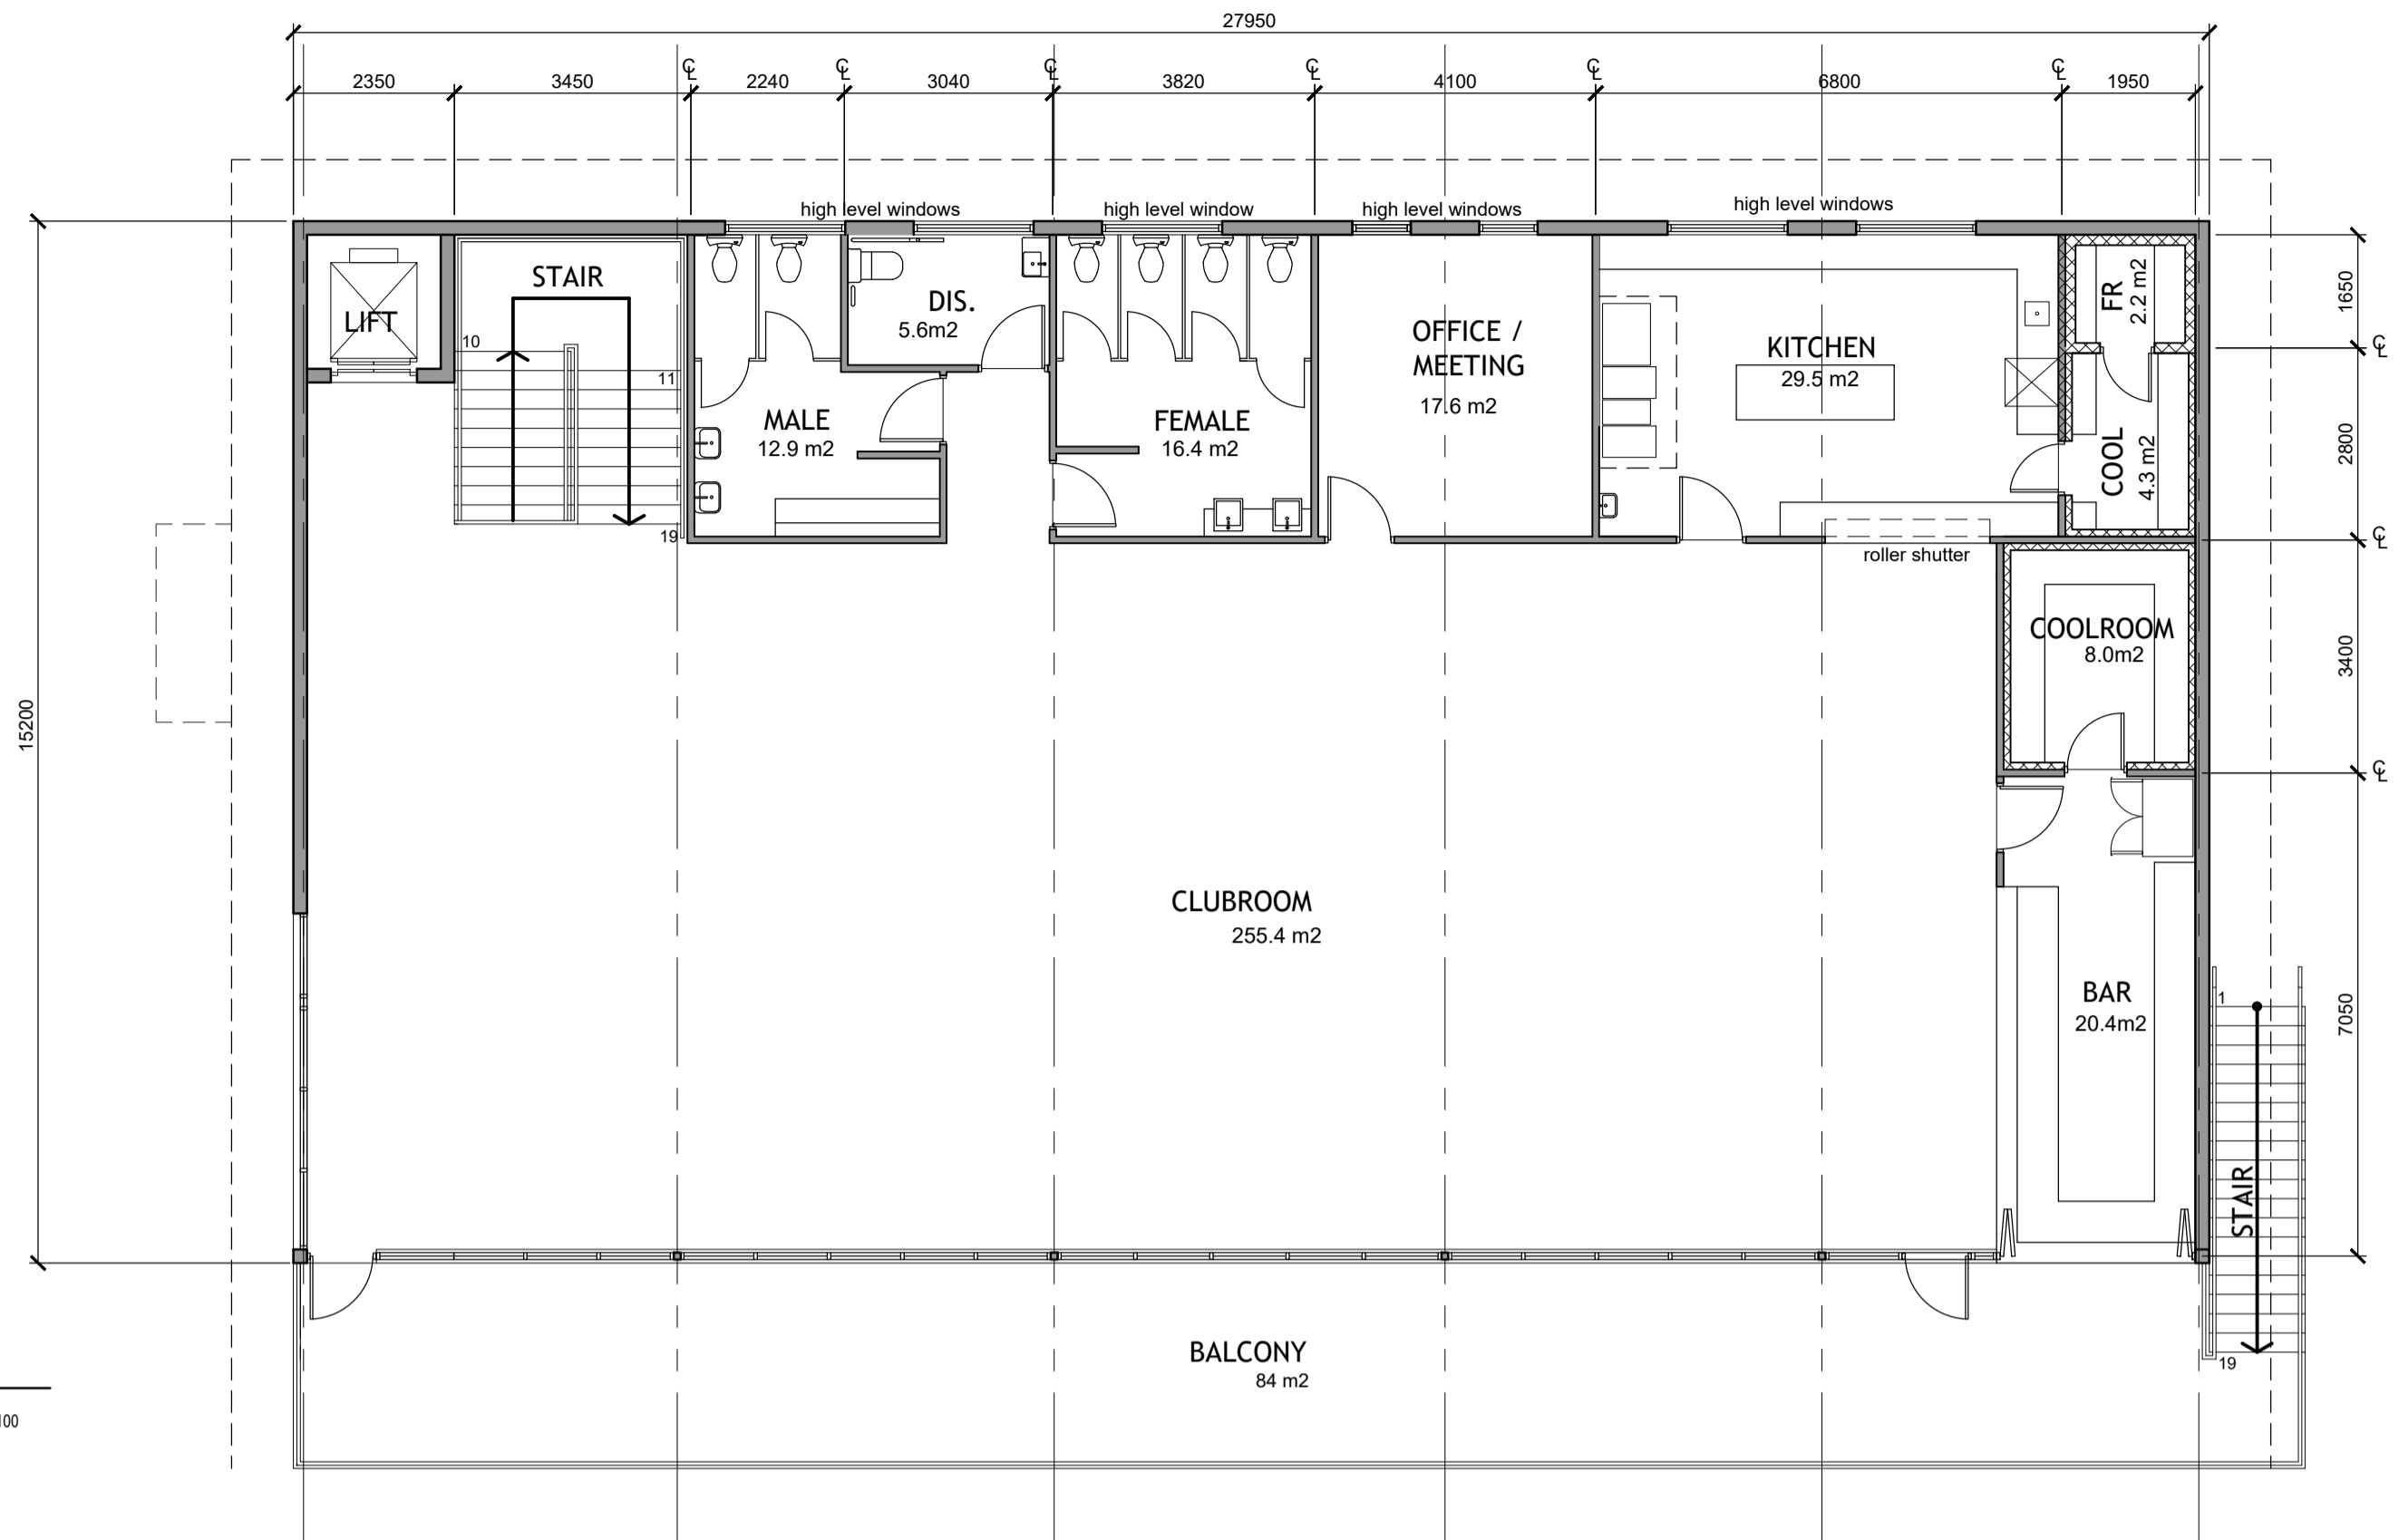 27950
2350 3450 ℄ 2240 ℄ 3040 ℄ 3820 ℄ 4100 ℄ 6800 ℄ 1950
high level windows high level window high level windows high level windows
STAIR
LIFT
10
11
19
DIS.
5.6m2
MALE
12.9 m2
FEMALE
16.4 m2
OFFICE /
MEETING
17.6 m2
KITCHEN
29.5 m2
FR
2.2 m2
COOL
4.3 m2
roller shutter
1650
℄
2800
℄
3400
℄
7050
15200
COOLROOM
8.0m2
CLUBROOM
255.4 m2
BAR
20.4m2
1
STAIR
19
BALCONY
84 m2